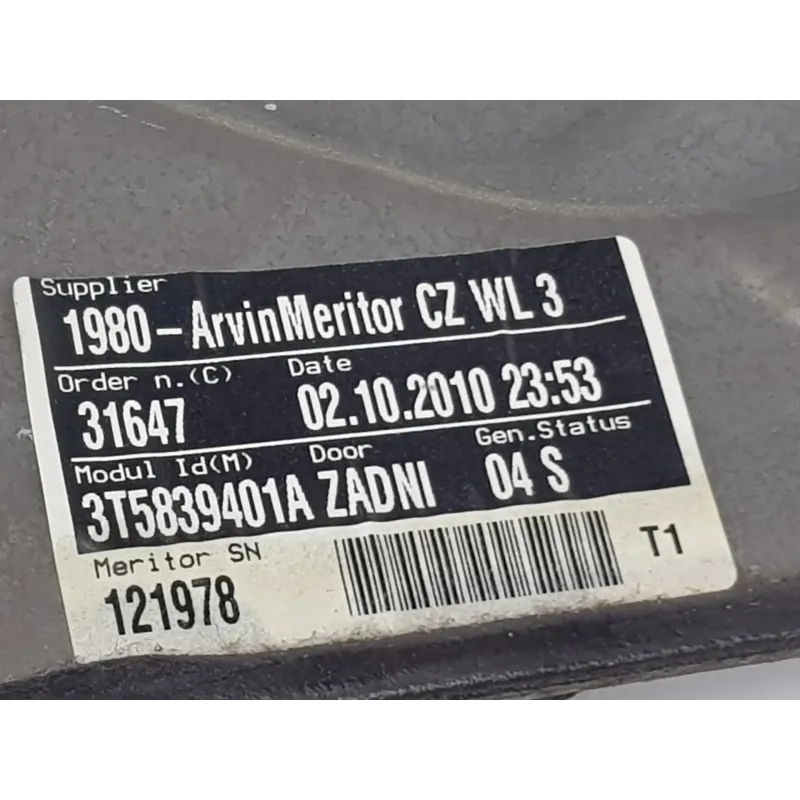 Supplier
1980-ArvinMeritor CZ WL 3
Order n.(C) Date
31647 02.10.2010 23:53
Modul Id(M) Door Gen.Status
3T5839401A ZADNI 04 S
Meritor SN
121978 T1